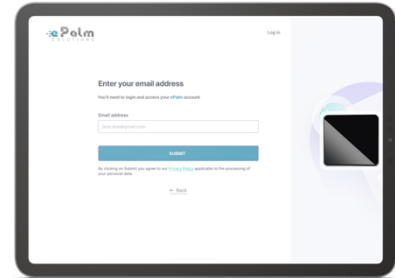 ePalm
SOLUTIONS
Log in
Enter your email address
You'll need to login and access your ePalm account
Email address
jane.doe@gmail.com
SUBMIT
By clicking on Submit you agree to our Privacy Policy applicable to the processing of
your personal data.
← Back